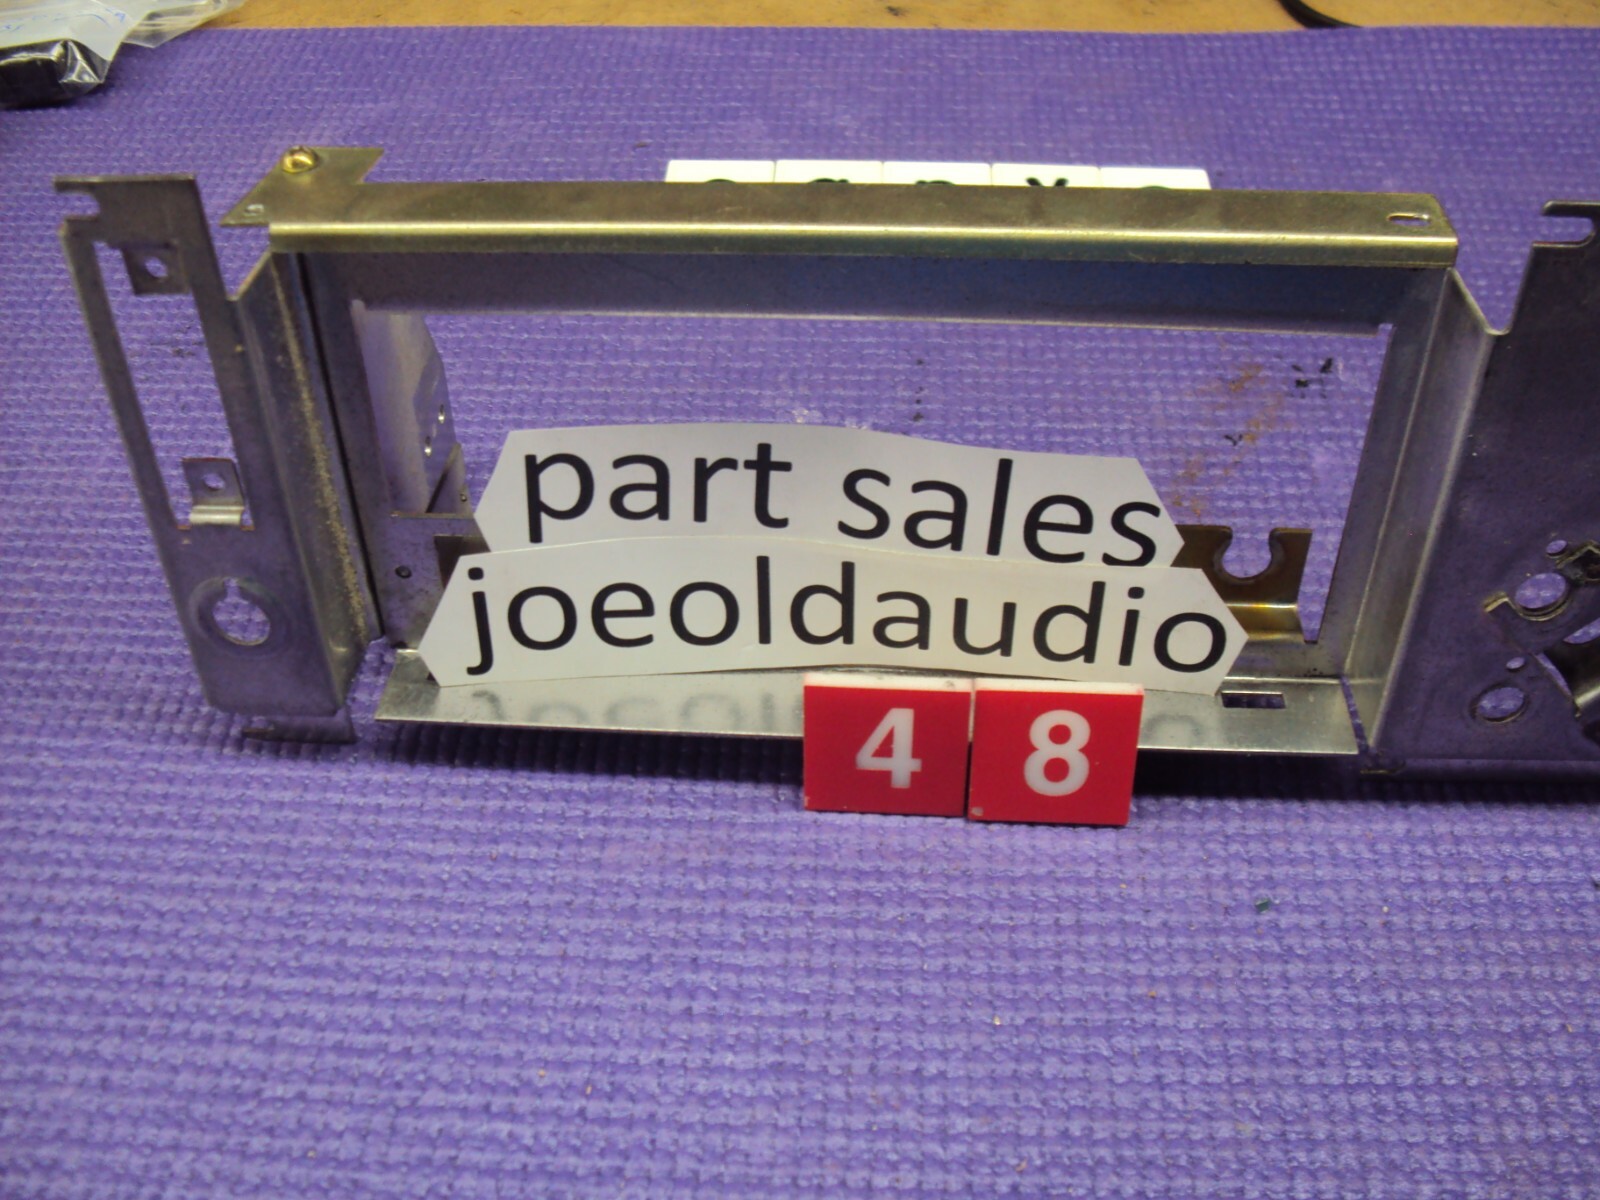 part sales
joeoldaudio
4 8